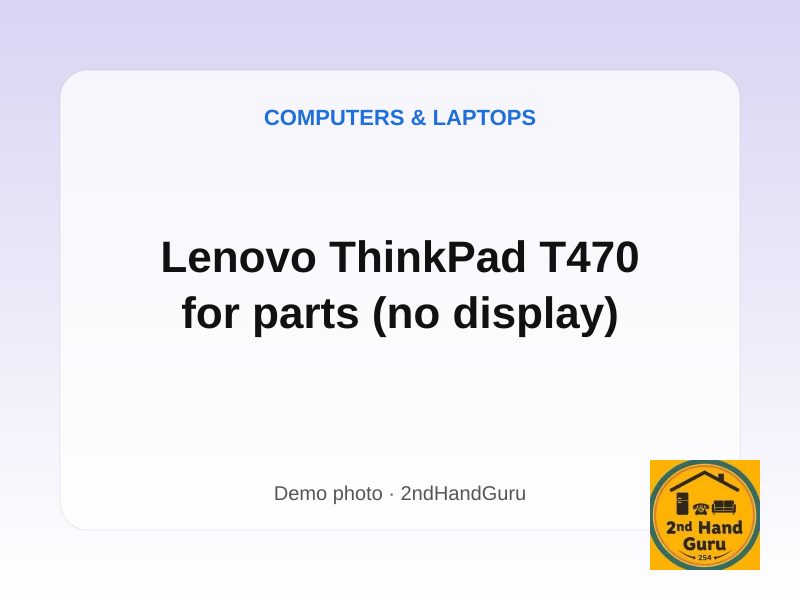 COMPUTERS & LAPTOPS
Lenovo ThinkPad T470
for parts (no display)
Demo photo · 2ndHandGuru
2nd Hand
Guru
254